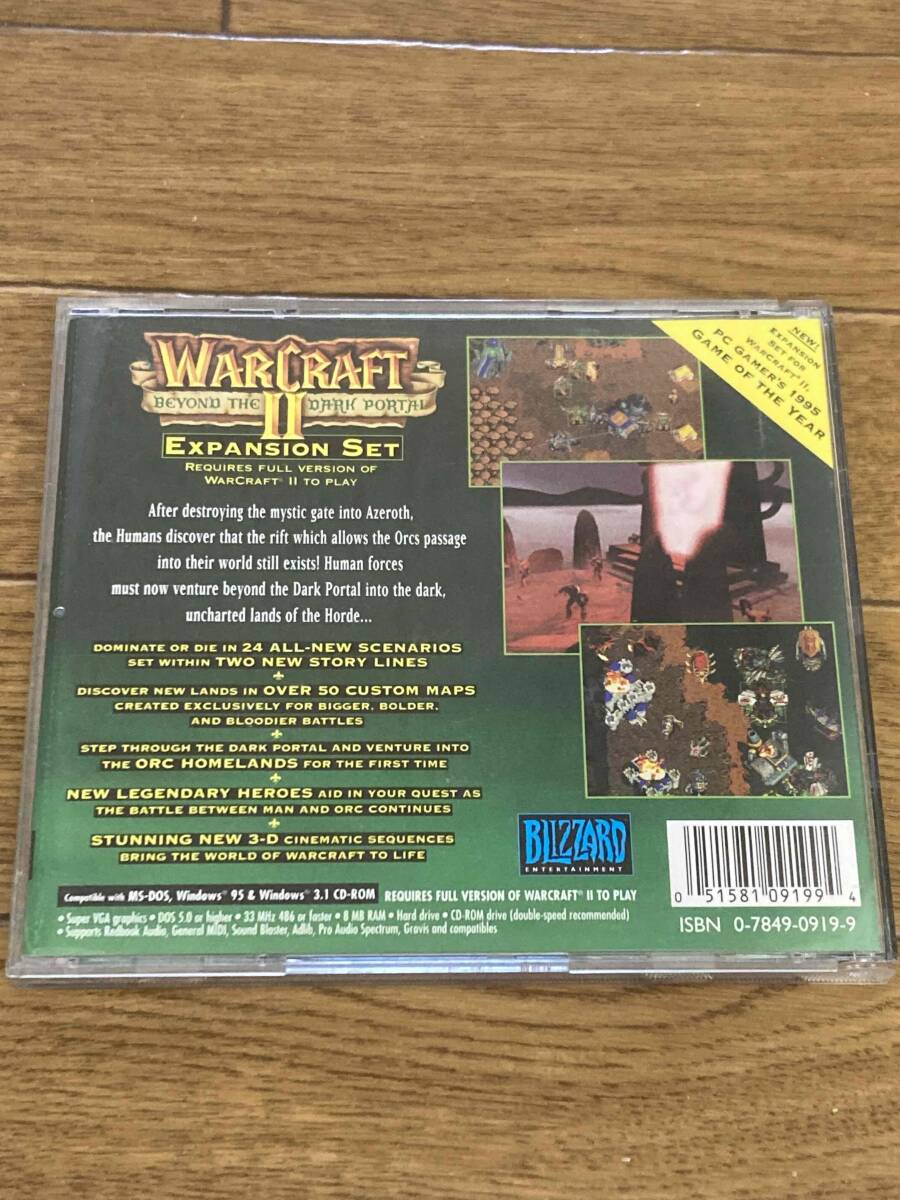 WARCRAFT
BEYOND THE DARK PORTAL
II
EXPANSION SET
REQUIRES FULL VERSION OF
WARCRAFT® II TO PLAY
NEW!
EXPANSION
SET FOR
WARCRAFT® II,
PC GAMER'S 1995
GAME OF THE YEAR
After destroying the mystic gate into Azeroth,
the Humans discover that the rift which allows the Orcs passage
into their world still exists! Human forces
must now venture beyond the Dark Portal into the dark,
uncharted lands of the Horde...
DOMINATE OR DIE IN 24 ALL-NEW SCENARIOS
SET WITHIN TWO NEW STORY LINES
DISCOVER NEW LANDS IN OVER 50 CUSTOM MAPS
CREATED EXCLUSIVELY FOR BIGGER, BOLDER,
AND BLOODIER BATTLES
STEP THROUGH THE DARK PORTAL AND VENTURE INTO
THE ORC HOMELANDS FOR THE FIRST TIME
NEW LEGENDARY HEROES AID IN YOUR QUEST AS
THE BATTLE BETWEEN MAN AND ORC CONTINUES
STUNNING NEW 3-D CINEMATIC SEQUENCES
BRING THE WORLD OF WARCRAFT TO LIFE
BLIZZARD
ENTERTAINMENT
Compatible with MS-DOS, Windows® 95 & Windows® 3.1 CD-ROM REQUIRES FULL VERSION OF WARCRAFT® II TO PLAY
• Super VGA graphics • DOS 5.0 or higher • 33 MHz 486 or faster • 8 MB RAM • Hard drive • CD-ROM drive (double-speed recommended)
• Supports Redbook Audio, General MIDI, Sound Blaster, Adlib, Pro Audio Spectrum, Gravis and compatibles
0 51581 09199 4
ISBN 0-7849-0919-9